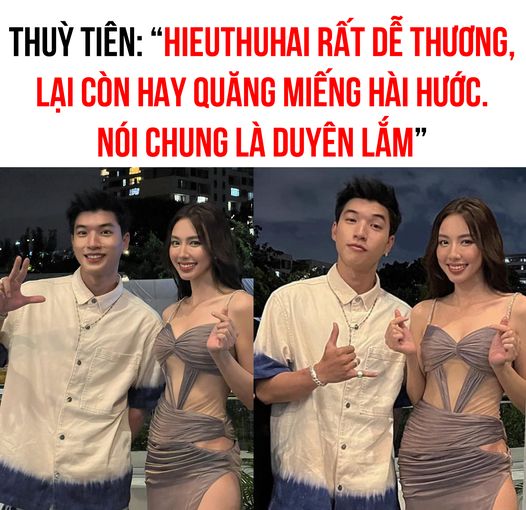 THUỲ TIÊN: “HIEUTHUHAI RẤT DỄ THƯƠNG,
LẠI CÒN HAY QUĂNG MIẾNG HÀI HƯỚC.
NÓI CHUNG LÀ DUYÊN LẮM”